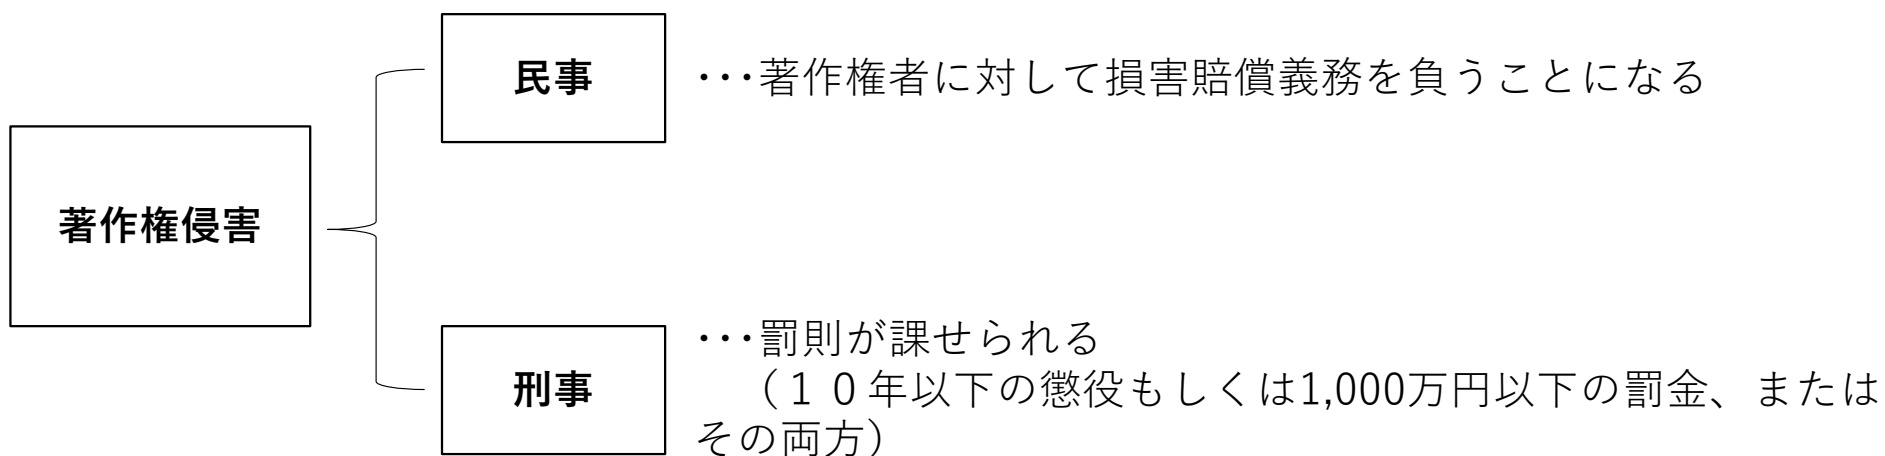 民事
･･･著作権者に対して損害賠償義務を負うことになる
著作権侵害
刑事
･･･罰則が課せられる
（１０年以下の懲役もしくは1,000万円以下の罰金、または
その両方）